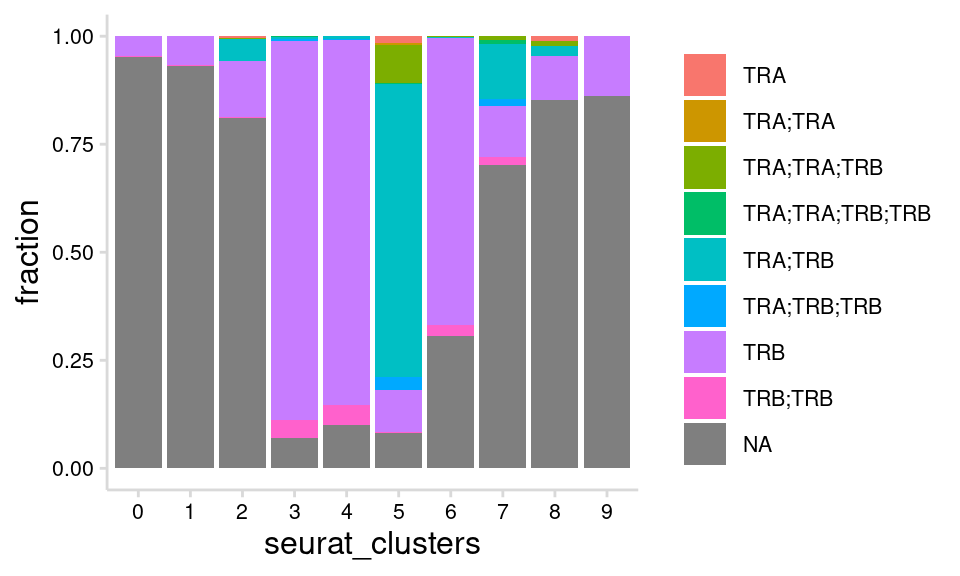 fraction
1.00
0.75
0.50
0.25
0.00
0 1 2 3 4 5 6 7 8 9
seurat_clusters
TRA
TRA;TRA
TRA;TRA;TRB
TRA;TRA;TRB;TRB
TRA;TRB
TRA;TRB;TRB
TRB
TRB;TRB
NA